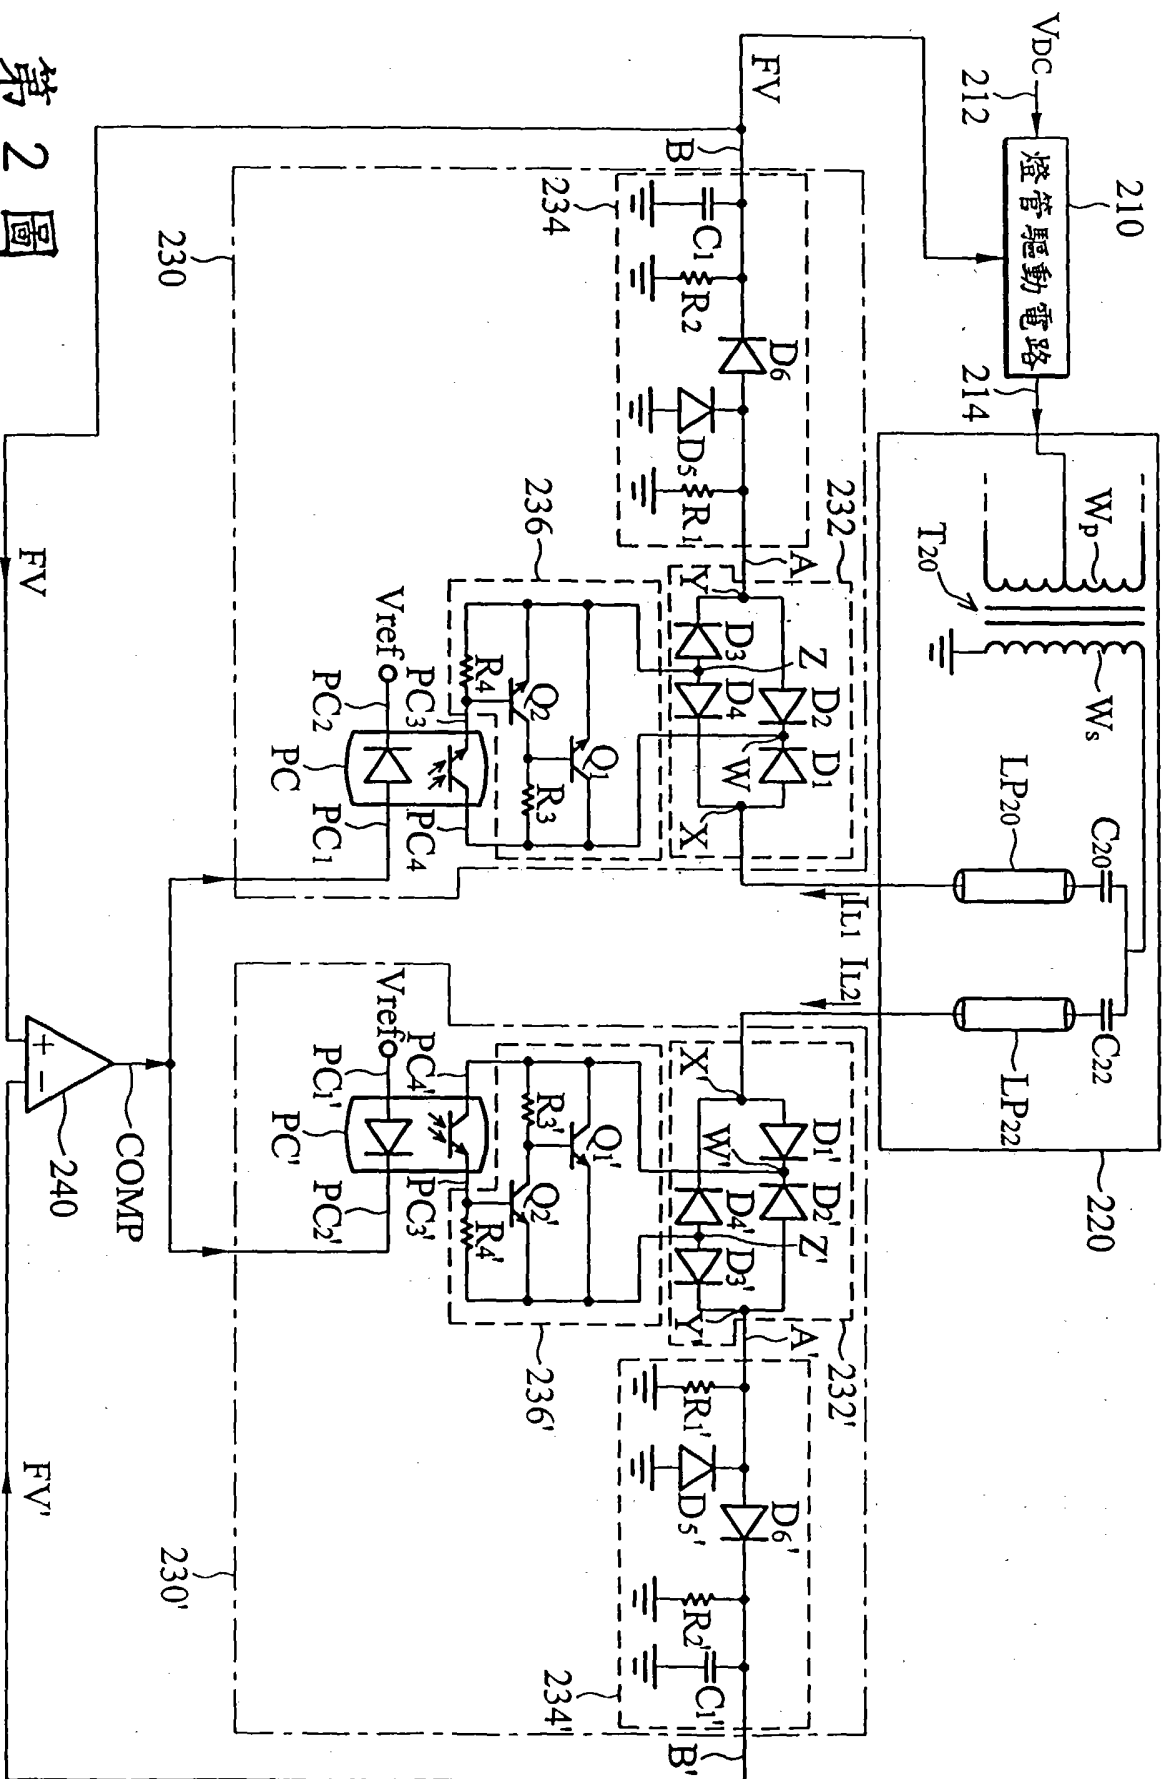 VDC
212
燈管驅動電路
210
214
Wp
T20
Ws
LP20
C20
C22
LP22
220
IL1
IL2
FV
B
234
C1
R2
D6
D5
R1
230
232
A
Y
D3
D4
Z
D2
W
D1
X
236
R4
Q2
Q1
R3
Vref
PC3
PC2
PC
PC1
PC4
X'
W'
D1'
D2'
D4'
D3'
Z'
Y'
A'
232'
Vref
PC4'
PC1'
PC'
PC2'
PC3'
R3'
Q1'
Q2'
R4'
236'
R1'
D5'
D6'
R2'
C1'
234'
B'
230'
FV
+
−
240
COMP
FV'
第2圖